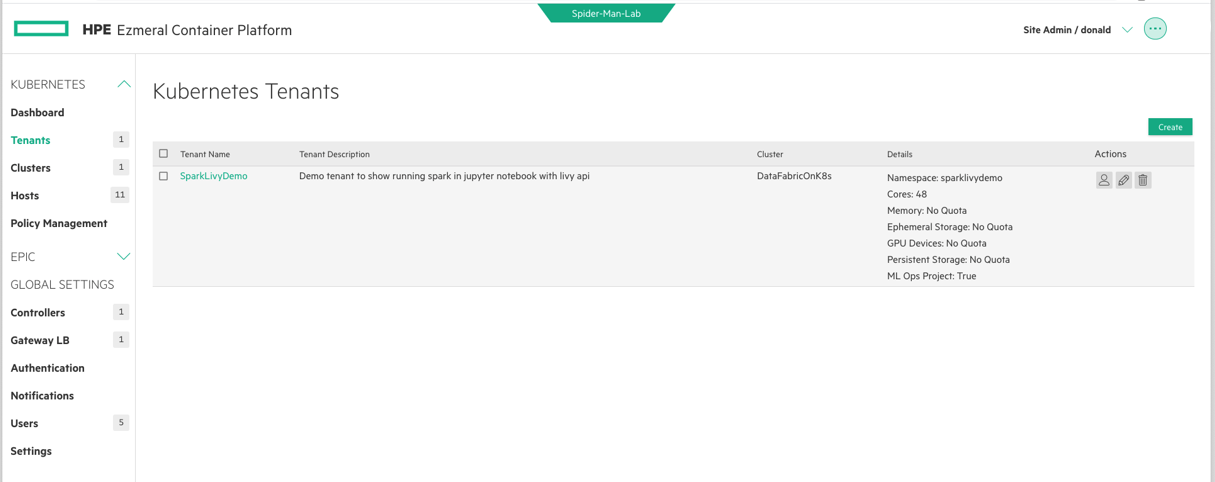 Spider-Man-Lab
HPE Ezmeral Container Platform
Site Admin / donald
KUBERNETES
Dashboard
Tenants 1
Clusters 1
Hosts 11
Policy Management
EPIC
GLOBAL SETTINGS
Controllers 1
Gateway LB 1
Authentication
Notifications
Users 5
Settings
Kubernetes Tenants
Create
Tenant Name Tenant Description Cluster Details Actions
SparkLivyDemo Demo tenant to show running spark in jupyter notebook with livy api DataFabricOnK8s Namespace: sparklivydemo
Cores: 48
Memory: No Quota
Ephemeral Storage: No Quota
GPU Devices: No Quota
Persistent Storage: No Quota
ML Ops Project: True